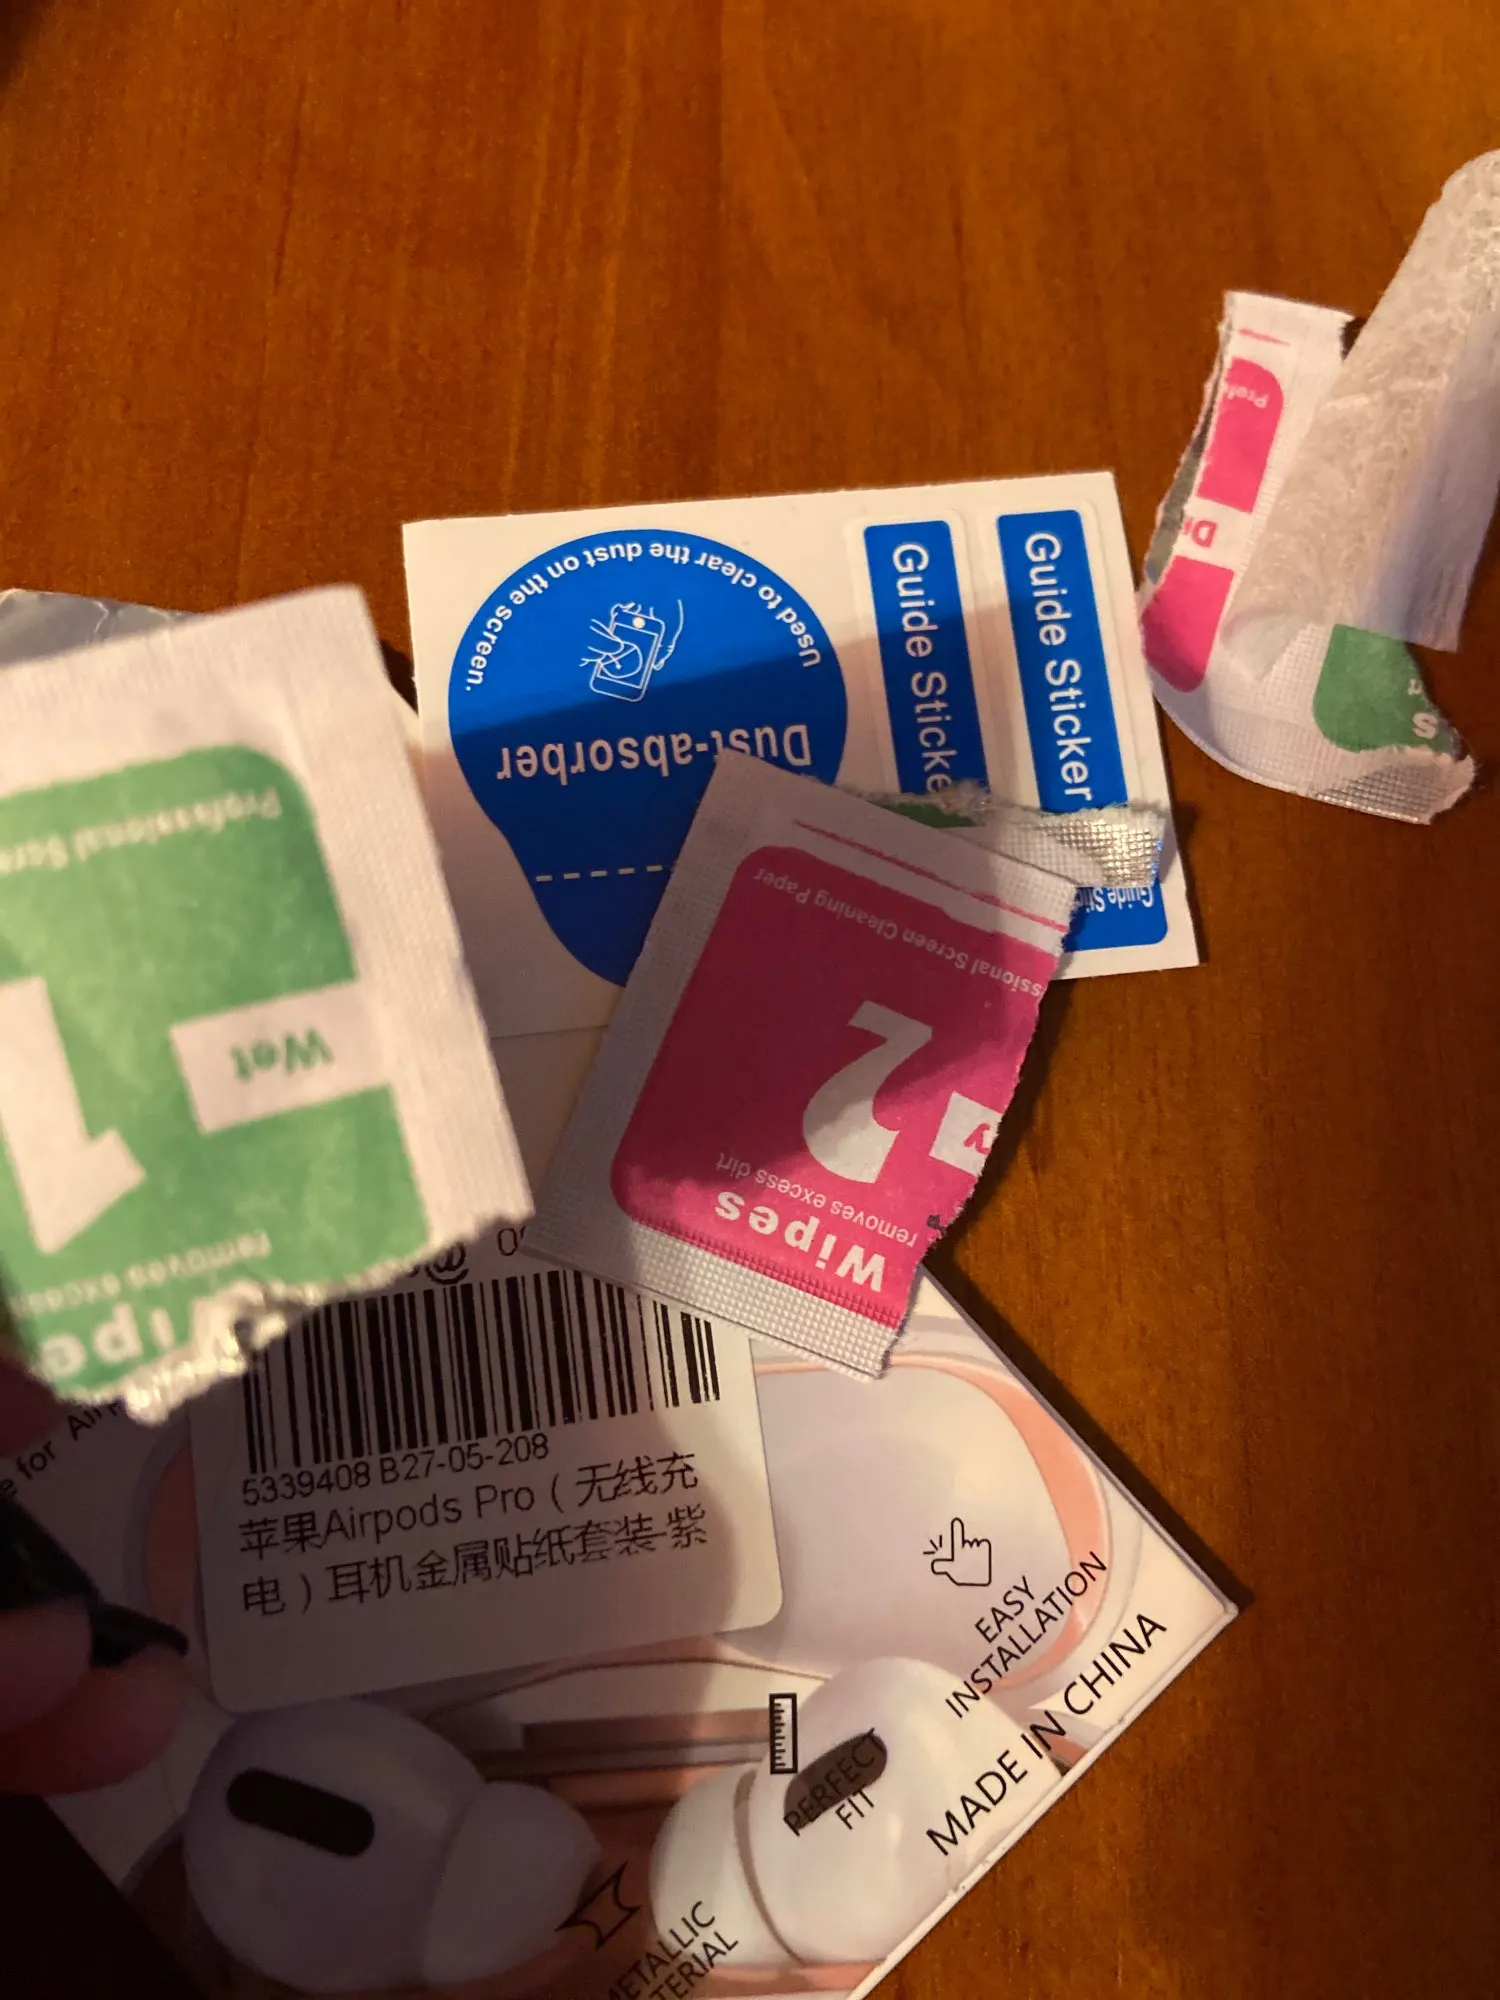 Used to clear the dust on the screen.
Dust-absorber
Guide Sticker
Guide Sticker
Professional
Wet
1
removes
Screen Cleaning Paper
2
Wipes
removes excess dirt
5339408 B27-05-208
苹果Airpods Pro（无线充
电）耳机金属贴纸套装-紫
EASY
INSTALLATION
MADE IN CHINA
PERFECT
FIT